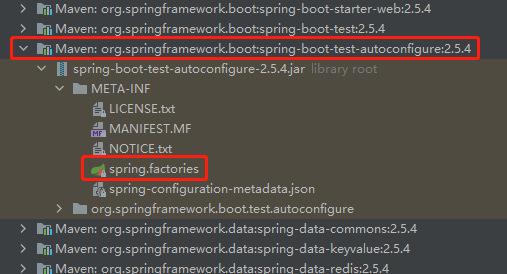 Maven: org.springframework.boot:spring-boot-starter-web:2.5.4
Maven: org.springframework.boot:spring-boot-test:2.5.4
Maven: org.springframework.boot:spring-boot-test-autoconfigure:2.5.4
spring-boot-test-autoconfigure-2.5.4.jar library root
META-INF
LICENSE.txt
MF MANIFEST.MF
NOTICE.txt
spring.factories
spring-configuration-metadata.json
org.springframework.boot.test.autoconfigure
Maven: org.springframework.data:spring-data-commons:2.5.4
Maven: org.springframework.data:spring-data-keyvalue:2.5.4
Maven: org.springframework.data:spring-data-redis:2.5.4